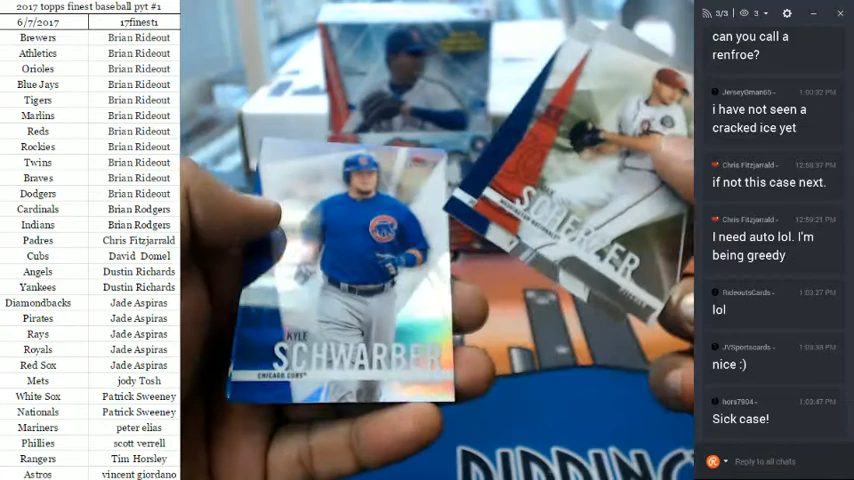 2017 topps finest baseball pyt #1
6/7/2017 17finest1
Brewers Brian Rideout
Athletics Brian Rideout
Orioles Brian Rideout
Blue Jays Brian Rideout
Tigers Brian Rideout
Marlins Brian Rideout
Reds Brian Rideout
Rockies Brian Rideout
Twins Brian Rideout
Braves Brian Rideout
Dodgers Brian Rideout
Cardinals Brian Rodgers
Indians Brian Rodgers
Padres Chris Fitzjarrald
Cubs David Domel
Angels Dustin Richards
Yankees Dustin Richards
Diamondbacks Jade Aspiras
Pirates Jade Aspiras
Rays Jade Aspiras
Royals Jade Aspiras
Red Sox Jade Aspiras
Mets jody Tosh
White Sox Patrick Sweeney
Nationals Patrick Sweeney
Mariners peter elias
Phillies scott verrell
Rangers Tim Horsley
Astros vincent giordano
KYLE
SCHWARBER
CHICAGO CUBS
SCHERZER
WASHINGTON NATIONALS
PITCHER
3/3 3
can you call a
renfroe?
Jersey0man65 1:00:32 PM
i have not seen a
cracked ice yet
Chris Fitzjarrald 12:58:37 PM
if not this case next.
Chris Fitzjarrald 12:59:21 PM
I need auto lol. I'm
being greedy
RideoutsCards 1:03:27 PM
lol
JVSportscards 1:03:38 PM
nice :)
hors7904 1:03:47 PM
Sick case!
Reply to all chats